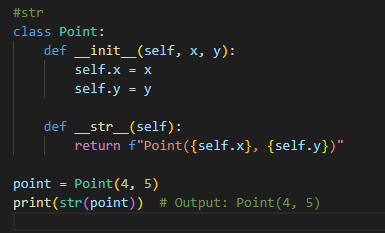 #str
class Point:
    def __init__(self, x, y):
        self.x = x
        self.y = y

    def __str__(self):
        return f"Point({self.x}, {self.y})"

point = Point(4, 5)
print(str(point))  # Output: Point(4, 5)